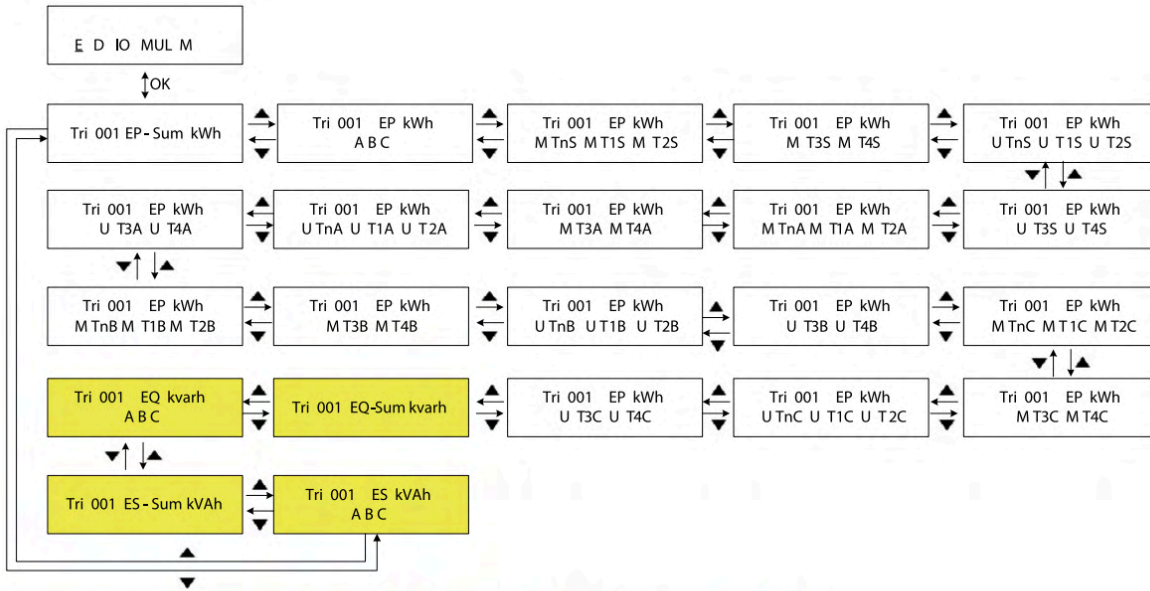 E D IO MUL M
OK
Tri 001 EP - Sum kWh
Tri 001 EP kWh
A B C
Tri 001 EP kWh
M TnS M T1S M T2S
Tri 001 EP kWh
M T3S M T4S
Tri 001 EP kWh
U TnS U T1S U T2S
Tri 001 EP kWh
U T3A U T4A
Tri 001 EP kWh
U TnA U T1A U T2A
Tri 001 EP kWh
M T3A M T4A
Tri 001 EP kWh
M TnA M T1A M T2A
Tri 001 EP kWh
U T3S U T4S
Tri 001 EP kWh
M TnB M T1B M T2B
Tri 001 EP kWh
M T3B M T4B
Tri 001 EP kWh
U TnB U T1B U T2B
Tri 001 EP kWh
U T3B U T4B
Tri 001 EP kWh
M TnC M T1C M T2C
Tri 001 EQ kvarh
A B C
Tri 001 EQ-Sum kvarh
Tri 001 EP kWh
U T3C U T4C
Tri 001 EP kWh
U TnC U T1C U T2C
Tri 001 EP kWh
M T3C M T4C
Tri 001 ES - Sum kVAh
Tri 001 ES kVAh
A B C